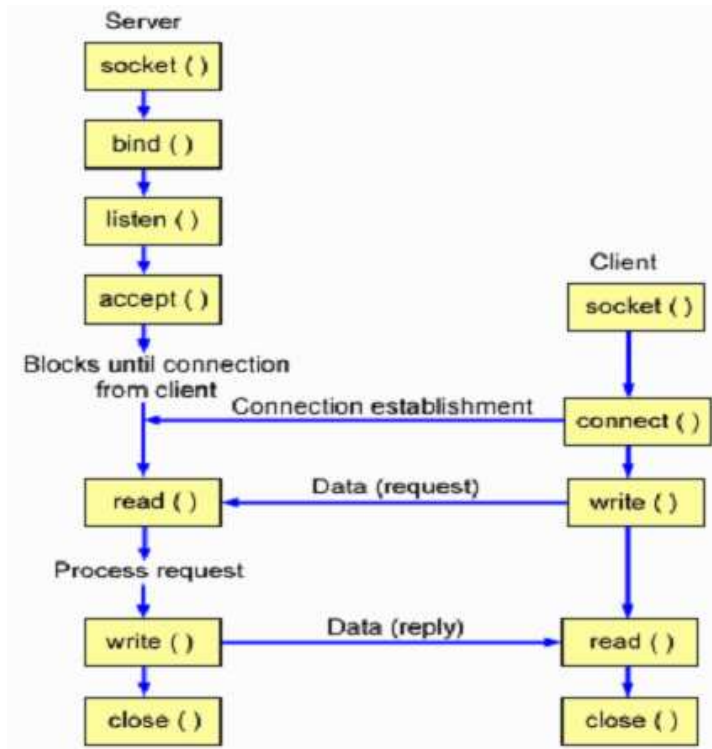 Server
socket ( )
bind ( )
listen ( )
accept ( )
Client
socket ( )
Blocks until connection
from client
Connection establishment
connect ( )
read ( )
Data (request)
write ( )
Process request
write ( )
Data (reply)
read ( )
close ( )
close ( )